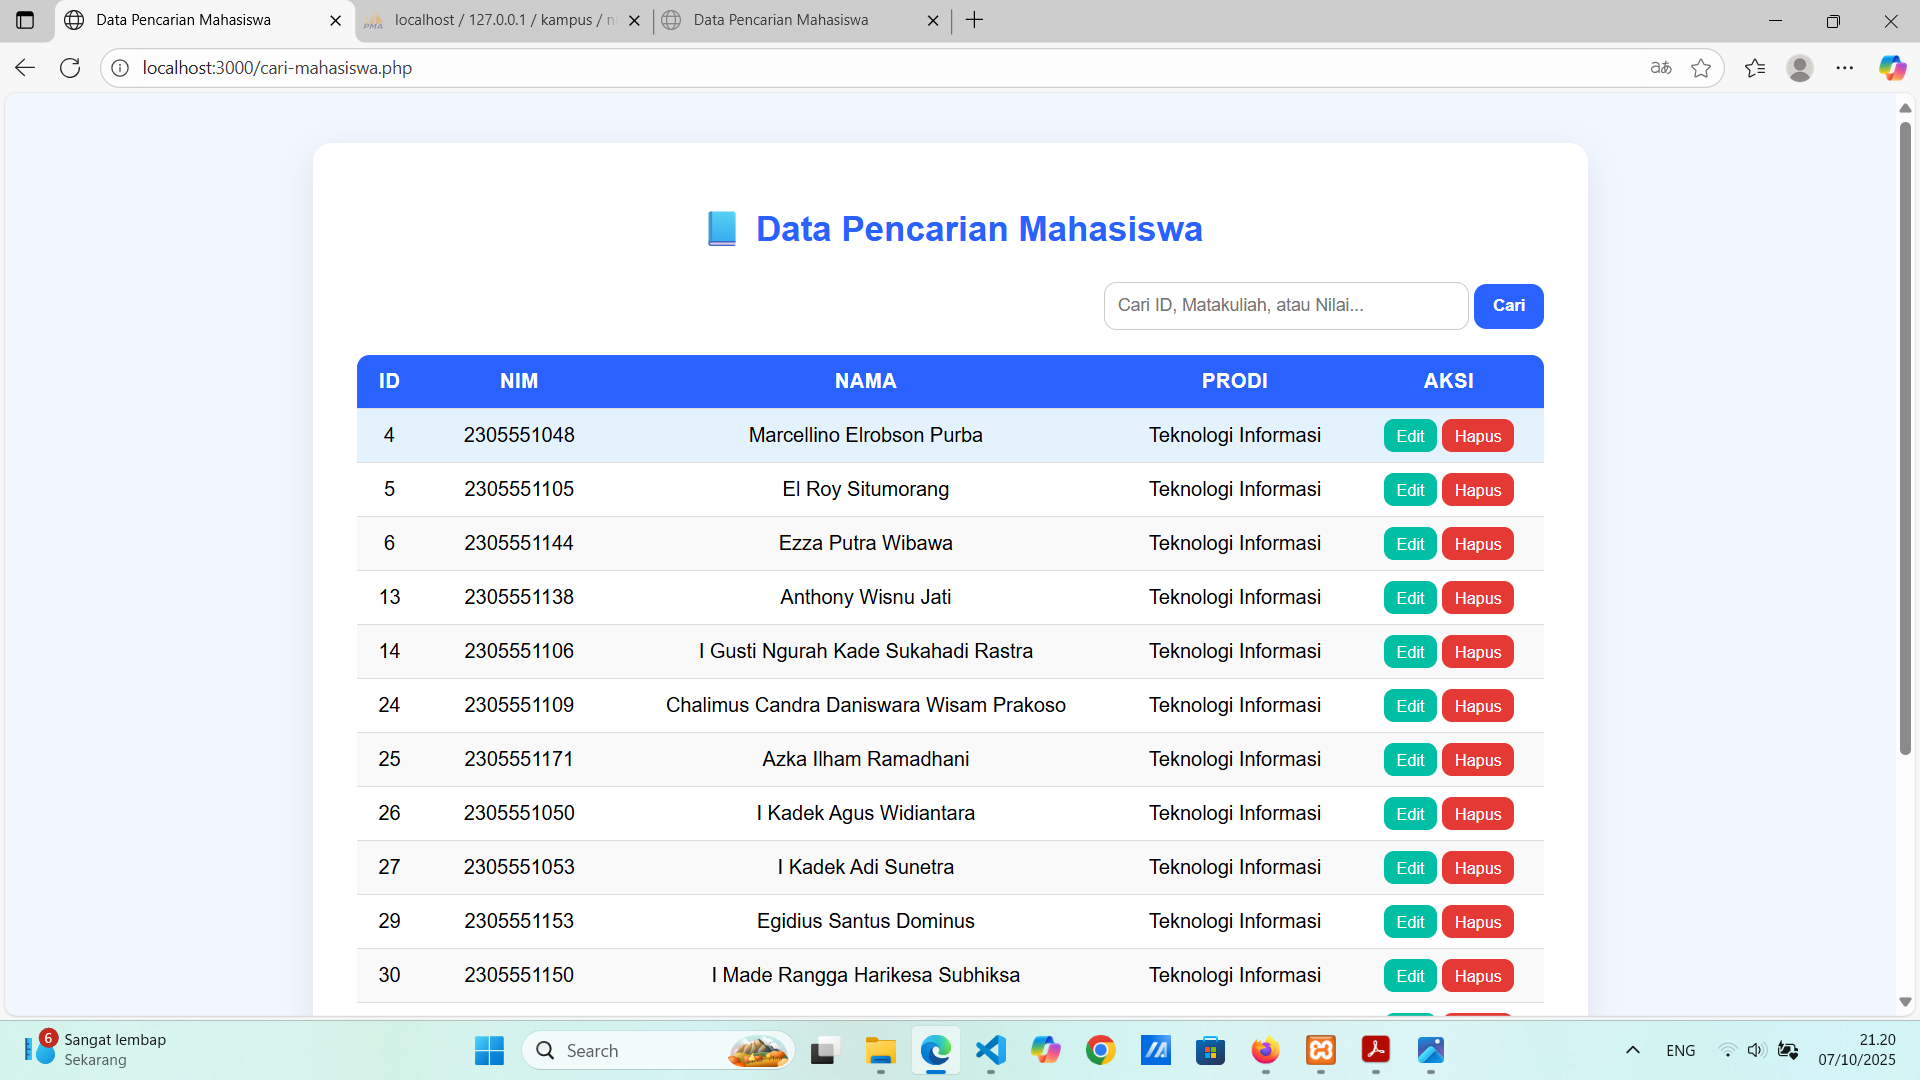 Data Pencarian Mahasiswa
localhost / 127.0.0.1 / kampus / n
Data Pencarian Mahasiswa
localhost:3000/cari-mahasiswa.php
Data Pencarian Mahasiswa
Cari ID, Matakuliah, atau Nilai... Cari
ID NIM NAMA PRODI AKSI
4 2305551048 Marcellino Elrobson Purba Teknologi Informasi Edit Hapus
5 2305551105 El Roy Situmorang Teknologi Informasi Edit Hapus
6 2305551144 Ezza Putra Wibawa Teknologi Informasi Edit Hapus
13 2305551138 Anthony Wisnu Jati Teknologi Informasi Edit Hapus
14 2305551106 I Gusti Ngurah Kade Sukahadi Rastra Teknologi Informasi Edit Hapus
24 2305551109 Chalimus Candra Daniswara Wisam Prakoso Teknologi Informasi Edit Hapus
25 2305551171 Azka Ilham Ramadhani Teknologi Informasi Edit Hapus
26 2305551050 I Kadek Agus Widiantara Teknologi Informasi Edit Hapus
27 2305551053 I Kadek Adi Sunetra Teknologi Informasi Edit Hapus
29 2305551153 Egidius Santus Dominus Teknologi Informasi Edit Hapus
30 2305551150 I Made Rangga Harikesa Subhiksa Teknologi Informasi Edit Hapus
6 Sangat lembap
Sekarang
Search
ENG
21.20
07/10/2025